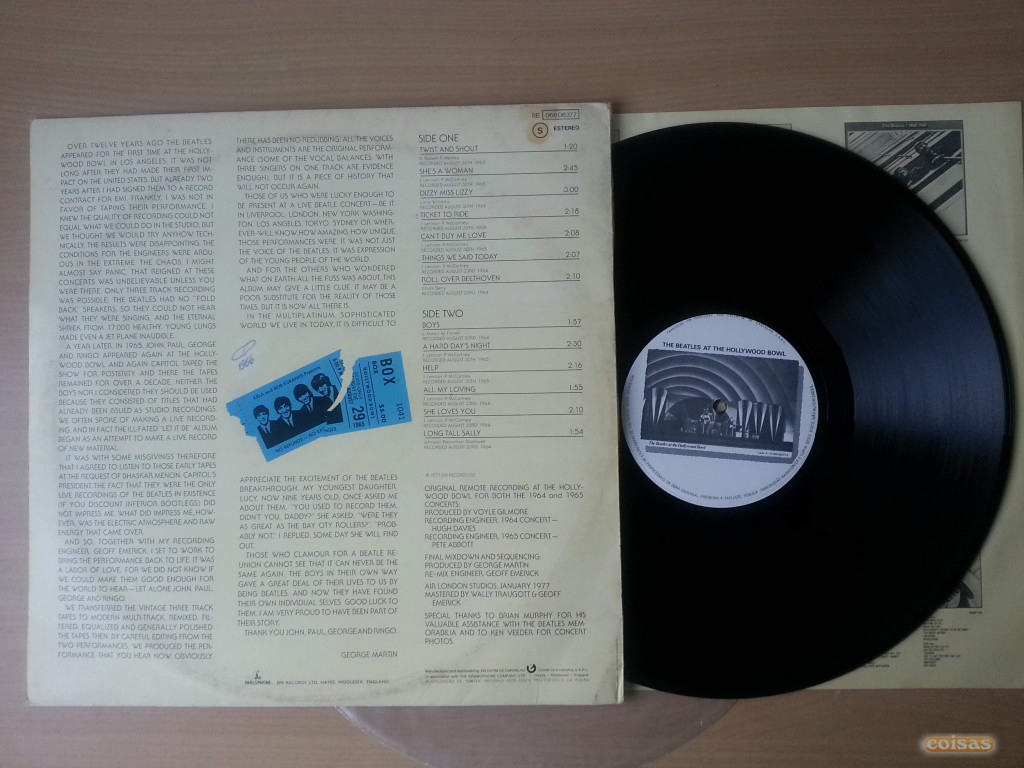 OVER TWELVE YEARS AGO THE BEATLES
APPEARED FOR THE FIRST TIME AT THE HOLLY-
WOOD BOWL IN LOS ANGELES. IT WAS NOT
LONG AFTER THEY HAD MADE THEIR FIRST IM-
PACT ON THE UNITED STATES, BUT ALREADY TWO
YEARS AFTER I HAD SIGNED THEM TO A RECORD
CONTRACT FOR EMI. FRANKLY, I WAS NOT IN
FAVOR OF TAPING THEIR PERFORMANCE. I
KNEW THE QUALITY OF RECORDING COULD NOT
EQUAL WHAT WE COULD DO IN THE STUDIO, BUT
WE THOUGHT WE WOULD TRY ANYHOW. TECH-
NICALLY, THE RESULTS WERE DISAPPOINTING; THE
CONDITIONS FOR THE ENGINEERS WERE ARDU-
OUS IN THE EXTREME. THE CHAOS, I MIGHT
ALMOST SAY PANIC, THAT REIGNED AT THESE
CONCERTS WAS UNBELIEVABLE UNLESS YOU
WERE THERE. ONLY THREE TRACK RECORDING
WAS POSSIBLE; THE BEATLES HAD NO "FOLD
BACK" SPEAKERS, SO THEY COULD NOT HEAR
WHAT THEY WERE SINGING, AND THE ETERNAL
SHRIEK FROM 17,000 HEALTHY, YOUNG LUNGS
MADE EVEN A JET PLANE INAUDIBLE.
A YEAR LATER, IN 1965, JOHN, PAUL, GEORGE
AND RINGO APPEARED AGAIN AT THE HOLLY-
WOOD BOWL, AND AGAIN CAPITOL TAPED THE
SHOW FOR POSTERITY. AND THERE THE TAPES
REMAINED FOR OVER A DECADE. NEITHER THE
BOYS NOR I CONSIDERED THEY SHOULD BE USED
BECAUSE THEY CONSISTED OF TITLES THAT HAD
ALREADY BEEN ISSUED AS STUDIO RECORDINGS.
WE OFTEN SPOKE OF MAKING A LIVE RECORD-
ING, AND IN FACT THE ILL-FATED "LET IT BE" ALBUM
BEGAN AS AN ATTEMPT TO MAKE A LIVE RECORD
OF NEW MATERIAL.
IT WAS WITH SOME MISGIVINGS THEREFORE
THAT I AGREED TO LISTEN TO THOSE EARLY TAPES
AT THE REQUEST OF BHASKAR MENON, CAPITOL'S
PRESIDENT. THE FACT THAT THEY WERE THE ONLY
LIVE RECORDINGS OF THE BEATLES IN EXISTENCE
(IF YOU DISCOUNT INFERIOR BOOTLEGS) DID
NOT IMPRESS ME. WHAT DID IMPRESS ME, HOW-
EVER, WAS THE ELECTRIC ATMOSPHERE AND RAW
ENERGY THAT CAME OVER.
AND SO, TOGETHER WITH MY RECORDING
ENGINEER, GEOFF EMERICK, I SET TO WORK TO
BRING THE PERFORMANCE BACK TO LIFE. IT WAS
A LABOR OF LOVE, FOR WE DID NOT KNOW IF
WE COULD MAKE THEM GOOD ENOUGH FOR
THE WORLD TO HEAR—LET ALONE JOHN, PAUL,
GEORGE AND RINGO.
WE TRANSFERRED THE VINTAGE THREE TRACK
TAPES TO MODERN MULTI-TRACK, REMIXED, FIL-
TERED, EQUALIZED AND GENERALLY POLISHED
THE TAPES. THEN, BY CAREFUL EDITING FROM THE
TWO PERFORMANCES, WE PRODUCED THE PER-
FORMANCE THAT YOU HEAR NOW. OBVIOUSLY
THERE HAS BEEN NO REDUBBING; ALL THE VOICES
AND INSTRUMENTS ARE THE ORIGINAL PERFORM-
ANCE (SOME OF THE VOCAL BALANCES, WITH
THREE SINGERS ON ONE TRACK, ARE EVIDENCE
ENOUGH). BUT IT IS A PIECE OF HISTORY THAT
WILL NOT OCCUR AGAIN.
THOSE OF US WHO WERE LUCKY ENOUGH TO
BE PRESENT AT A LIVE BEATLE CONCERT—BE IT
IN LIVERPOOL, LONDON, NEW YORK, WASHING-
TON, LOS ANGELES, TOKYO, SYDNEY OR WHER-
EVER—WILL KNOW HOW AMAZING, HOW UNIQUE,
THOSE PERFORMANCES WERE. IT WAS NOT JUST
THE VOICE OF THE BEATLES; IT WAS EXPRESSION
OF THE YOUNG PEOPLE OF THE WORLD.
AND FOR THE OTHERS WHO WONDERED
WHAT ON EARTH ALL THE FUSS WAS ABOUT, THIS
ALBUM MAY GIVE A LITTLE CLUE. IT MAY BE A
POOR SUBSTITUTE FOR THE REALITY OF THOSE
TIMES, BUT IT IS NOW ALL THERE IS.
IN THE MULTIPLATINUM, SOPHISTICATED
WORLD WE LIVE IN TODAY, IT IS DIFFICULT TO
1966
SIDA and BOB EUBANKS Presents
NO REFUNDS — NO EXCHANGES
BOX
BOX
$5.00
29
1965
1041
APPRECIATE THE EXCITEMENT OF THE BEATLES
BREAKTHROUGH. MY YOUNGEST DAUGHTER,
LUCY, NOW NINE YEARS OLD, ONCE ASKED ME
ABOUT THEM. "YOU USED TO RECORD THEM,
DIDN'T YOU, DADDY?" SHE ASKED. "WERE THEY
AS GREAT AS THE BAY CITY ROLLERS?" "PROB-
ABLY NOT," I REPLIED. SOME DAY SHE WILL FIND
OUT.
THOSE WHO CLAMOUR FOR A BEATLE RE-
UNION CANNOT SEE THAT IT CAN NEVER BE THE
SAME AGAIN. THE BOYS IN THEIR OWN WAY
GAVE A GREAT DEAL OF THEIR LIVES TO US BY
BEING BEATLES, AND NOW THEY HAVE FOUND
THEIR OWN INDIVIDUAL SELVES. GOOD LUCK TO
THEM. I AM VERY PROUD TO HAVE BEEN PART OF
THEIR STORY.
THANK YOU JOHN, PAUL, GEORGE AND RINGO.
GEORGE MARTIN
PARLOPHONE
EMI RECORDS LTD. HAYES, MIDDLESEX, ENGLAND.
8E 068 06377
S ESTEREO
SIDE ONE
TWIST AND SHOUT 1:20
SHE'S A WOMAN 2:45
DIZZY MISS LIZZY 3:00
TICKET TO RIDE 2:18
CAN'T BUY ME LOVE 2:08
THINGS WE SAID TODAY 2:07
ROLL OVER BEETHOVEN 2:10
Chuck Berry
RECORDED AUGUST 23RD, 1964
SIDE TWO
BOYS 1:57
A HARD DAY'S NIGHT 2:30
HELP 2:16
ALL MY LOVING 1:55
SHE LOVES YOU 2:10
LONG TALL SALLY 1:54
RECORDED AUGUST 23RD, 1964
ORIGINAL REMOTE RECORDING AT THE HOLLY-
WOOD BOWL FOR BOTH THE 1964 and 1965
CONCERTS:
PRODUCED BY VOYLE GILMORE
RECORDING ENGINEER, 1964 CONCERT—
HUGH DAVIES
RECORDING ENGINEER, 1965 CONCERT—
PETE ABBOTT
FINAL MIXDOWN AND SEQUENCING:
PRODUCED BY GEORGE MARTIN
RE-MIX ENGINEER, GEOFF EMERICK
AIR LONDON STUDIOS, JANUARY 1977
MASTERED BY WALLY TRAUGOTT & GEOFF
EMERICK
SPECIAL THANKS TO BRIAN MURPHY FOR HIS
VALUABLE ASSISTANCE WITH THE BEATLES MEM-
ORABILIA AND TO KEN VEEDER FOR CONCERT
PHOTOS.
THE BEATLES AT THE HOLLYWOOD BOWL
The Beatles at the Hollywood Bowl
coisas